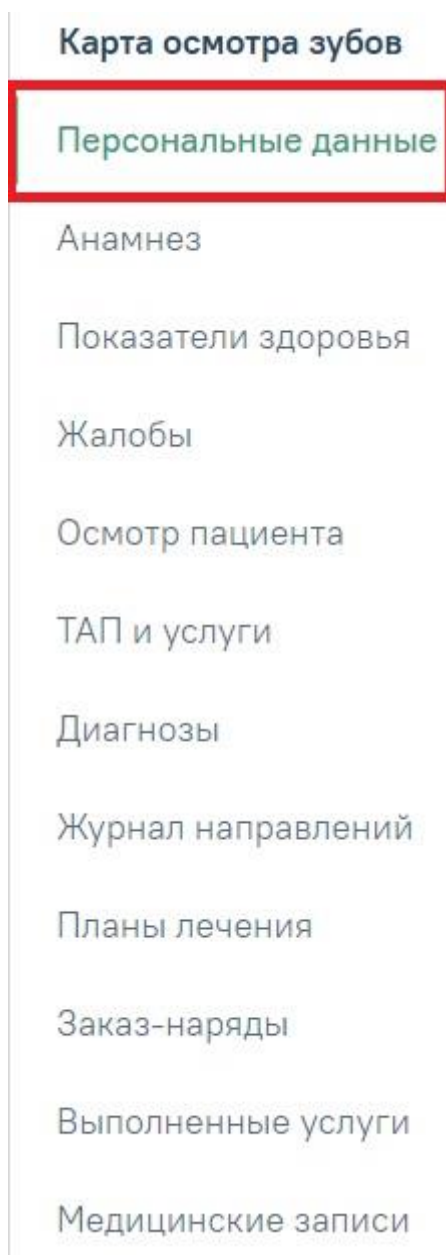 Карта осмотра зубов
Персональные данные
Анамнез
Показатели здоровья
Жалобы
Осмотр пациента
ТАП и услуги
Диагнозы
Журнал направлений
Планы лечения
Заказ-наряды
Выполненные услуги
Медицинские записи